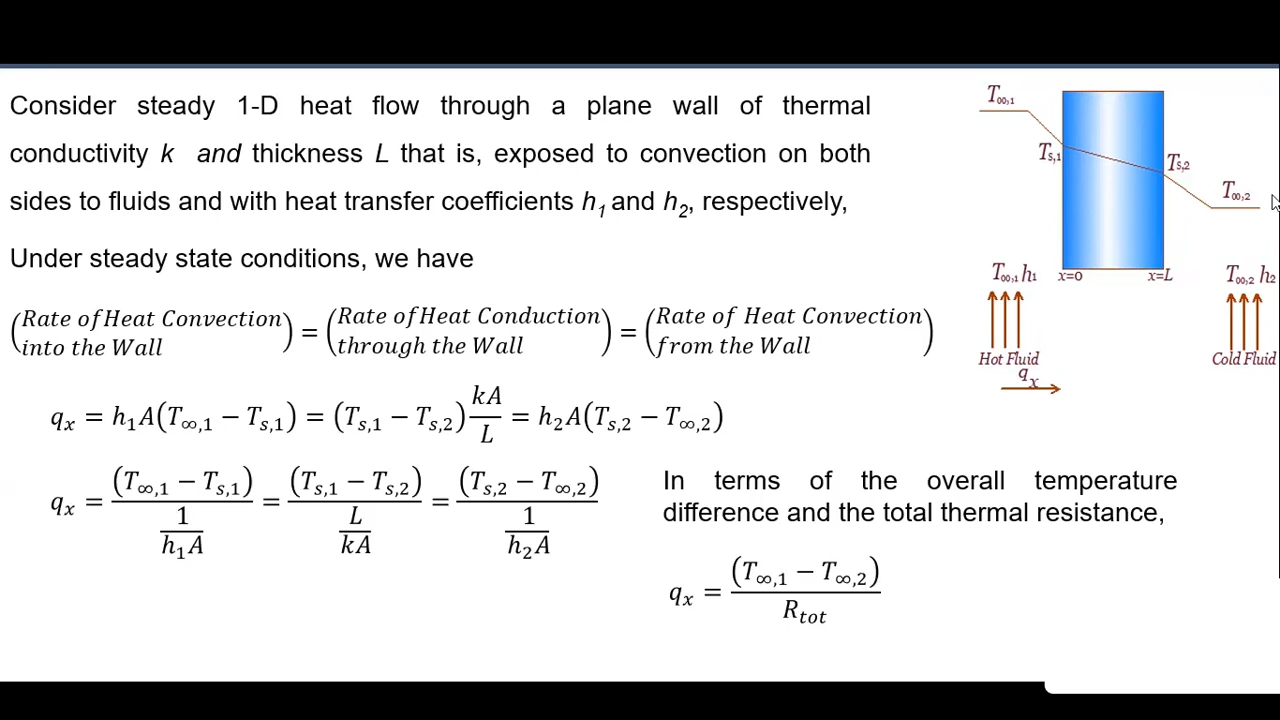 Consider steady 1-D heat flow through a plane wall of thermal
conductivity k and thickness L that is, exposed to convection on both
sides to fluids and with heat transfer coefficients h₁ and h₂, respectively,
Under steady state conditions, we have
(Rate ofHeat Convection into the Wall) = (Rate ofHeat Conduction through the Wall) = (Rate of Heat Convection from the Wall)
qₓ = h₁A(T∞,1 − Ts,1) = (Ts,1 − Ts,2) kA/L = h₂A(Ts,2 − T∞,2)
qₓ = (T∞,1 − Ts,1) / (1/h₁A) = (Ts,1 − Ts,2) / (L/kA) = (Ts,2 − T∞,2) / (1/h₂A)
In terms of the overall temperature
difference and the total thermal resistance,
qₓ = (T∞,1 − T∞,2) / Rtot
T∞,1
Ts,1
Ts,2
T∞,2
T∞,1 h₁
x=0
x=L
T∞,2 h₂
Hot Fluid
Cold Fluid
qₓ